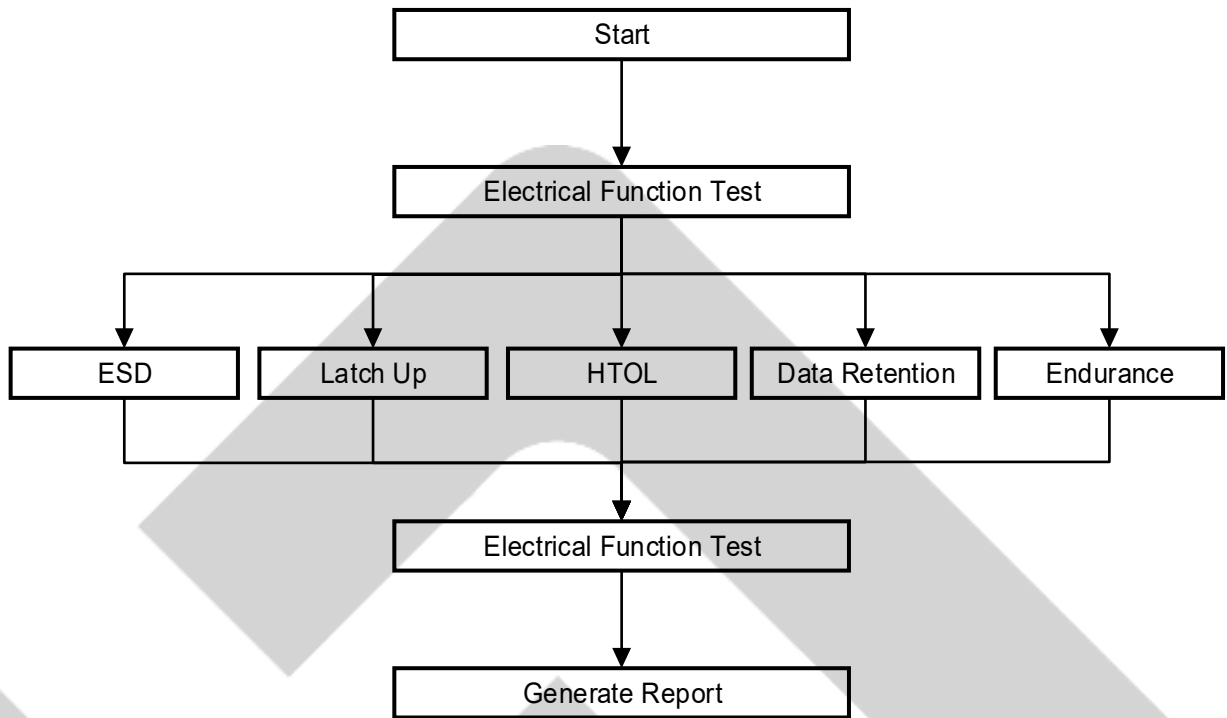 Start
Electrical Function Test
ESD
Latch Up
HTOL
Data Retention
Endurance
Electrical Function Test
Generate Report